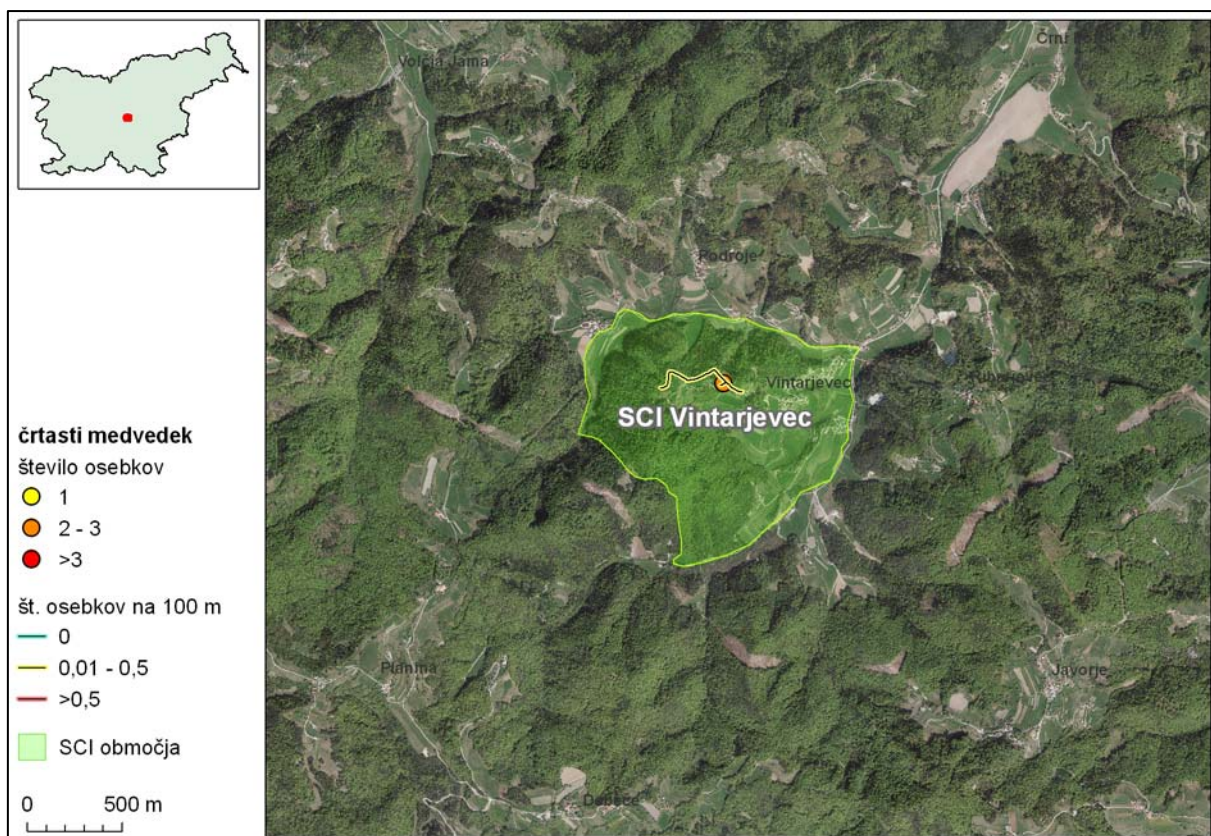 črtasti medvedek
število osebkov
1
2 - 3
>3
št. osebkov na 100 m
0
0,01 - 0,5
>0,5
SCI območja
0 500 m
Volčja Jama
Črni
Podroje
Vintarjevec
SCI Vintarjevec
Planina
Javorje